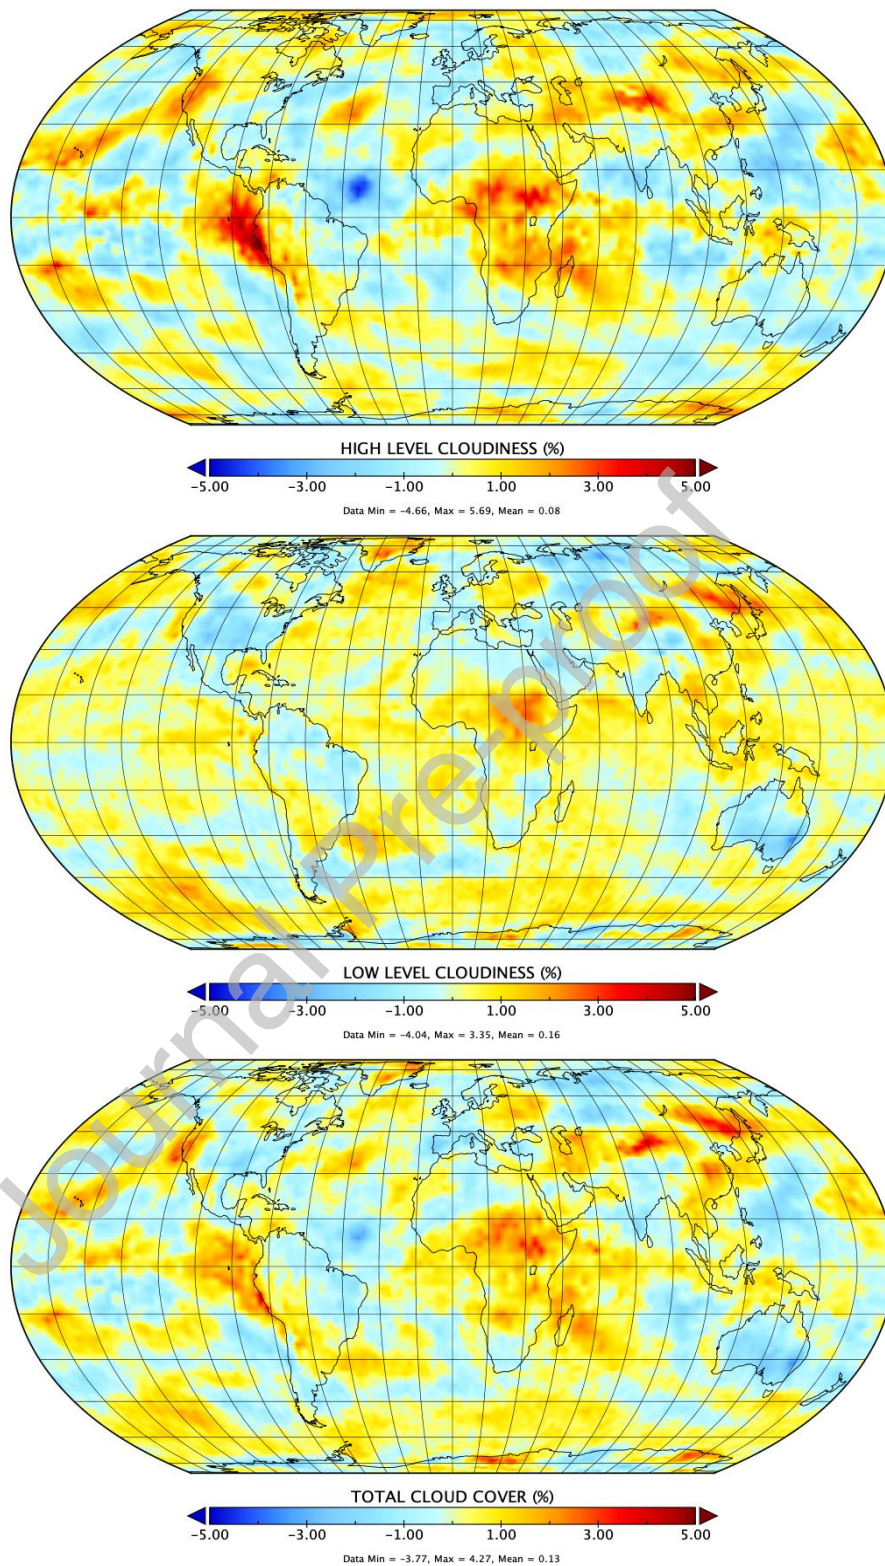 HIGH LEVEL CLOUDINESS (%)
−5.00 −3.00 −1.00 1.00 3.00 5.00
Data Min = −4.66, Max = 5.69, Mean = 0.08
LOW LEVEL CLOUDINESS (%)
−5.00 −3.00 −1.00 1.00 3.00 5.00
Data Min = −4.04, Max = 3.35, Mean = 0.16
Journal Pre-proof
TOTAL CLOUD COVER (%)
−5.00 −3.00 −1.00 1.00 3.00 5.00
Data Min = −3.77, Max = 4.27, Mean = 0.13